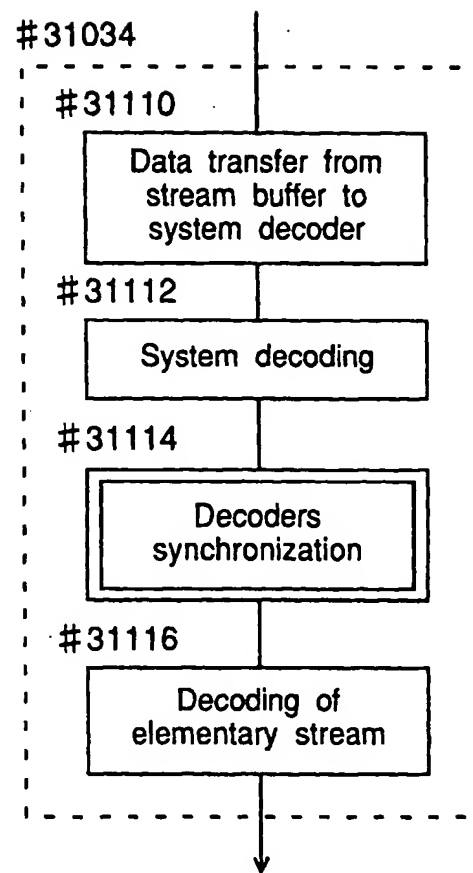 #31034
#31110
Data transfer from
stream buffer to
system decoder
#31112
System decoding
#31114
Decoders
synchronization
#31116
Decoding of
elementary stream